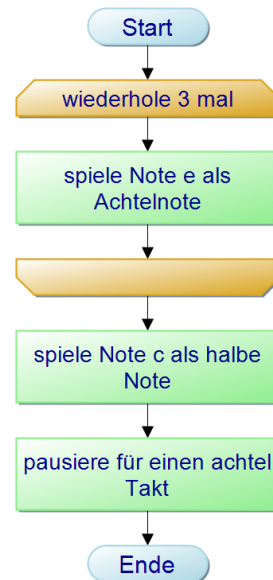 Start
wiederhole 3 mal
spiele Note e als
Achtelnote
spiele Note c als halbe
Note
pausiere für einen achtel
Takt
Ende